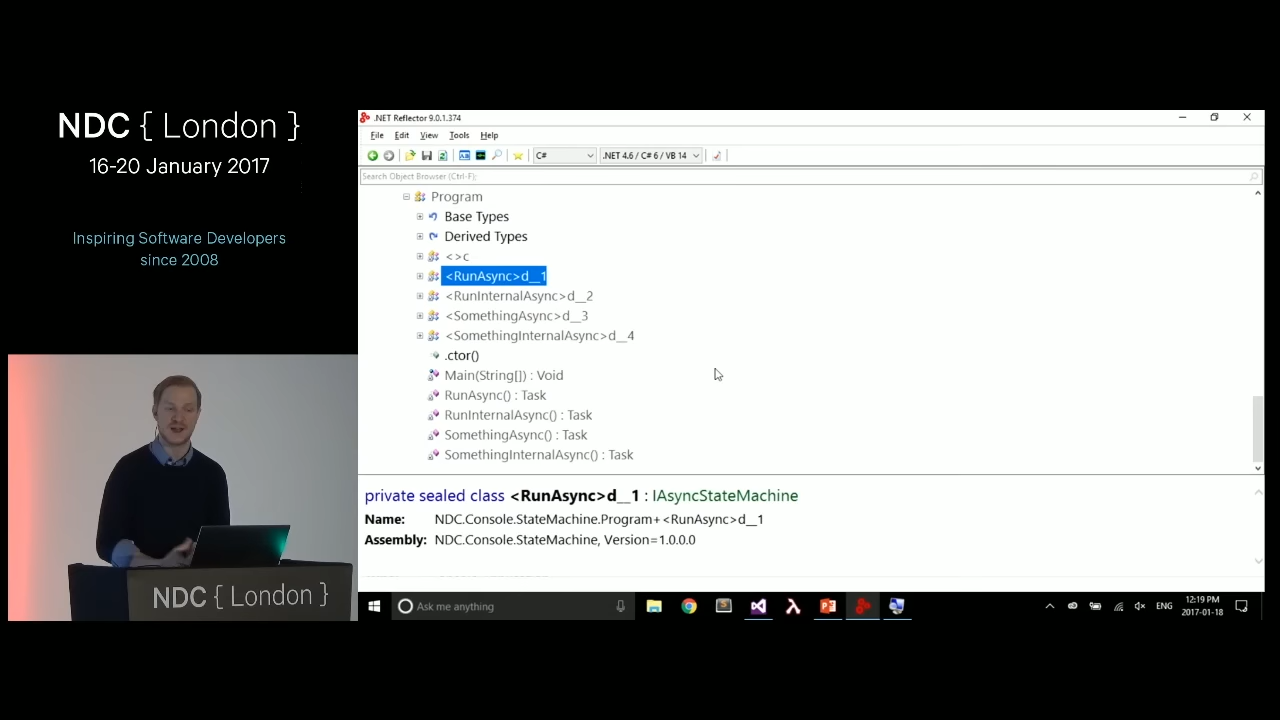 NDC { London }
16-20 January 2017
Inspiring Software Developers
since 2008
NDC { London }
.NET Reflector 9.0.1.374
File Edit View Tools Help
C# .NET 4.6 / C# 6 / VB 14
Search Object Browser (Ctrl-F);
Program
Base Types
Derived Types
<>c
<RunAsync>d__1
<RunInternalAsync>d__2
<SomethingAsync>d__3
<SomethingInternalAsync>d__4
.ctor()
Main(String[]) : Void
RunAsync() : Task
RunInternalAsync() : Task
SomethingAsync() : Task
SomethingInternalAsync() : Task
private sealed class <RunAsync>d__1 : IAsyncStateMachine
Name: NDC.Console.StateMachine.Program+<RunAsync>d__1
Assembly: NDC.Console.StateMachine, Version=1.0.0.0
Ask me anything
ENG
12:19 PM
2017-01-18